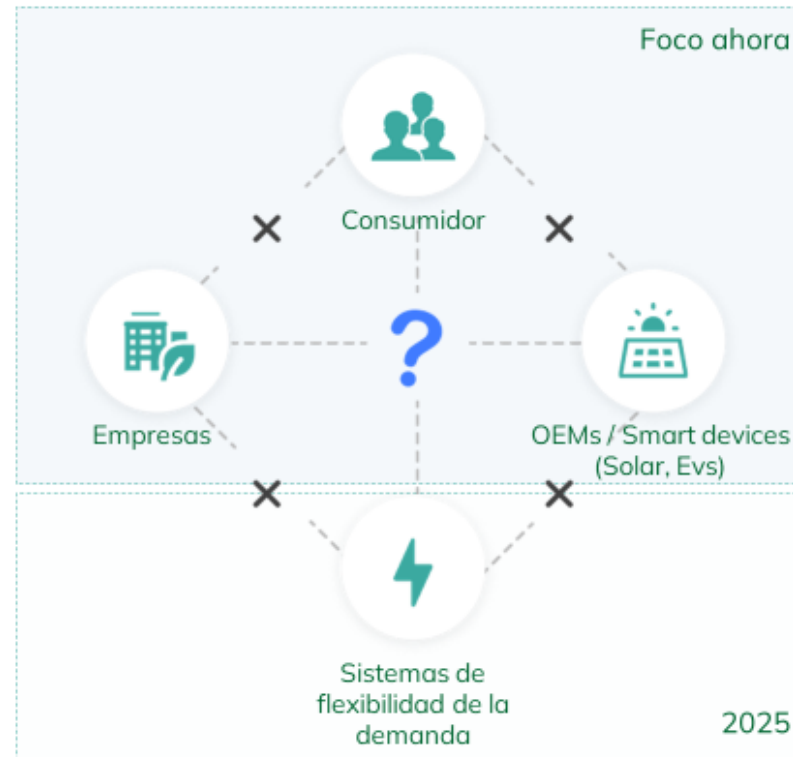 Foco ahora
Consumidor
?
Empresas
OEMs / Smart devices
(Solar, Evs)
Sistemas de
flexibilidad de la
demanda
2025